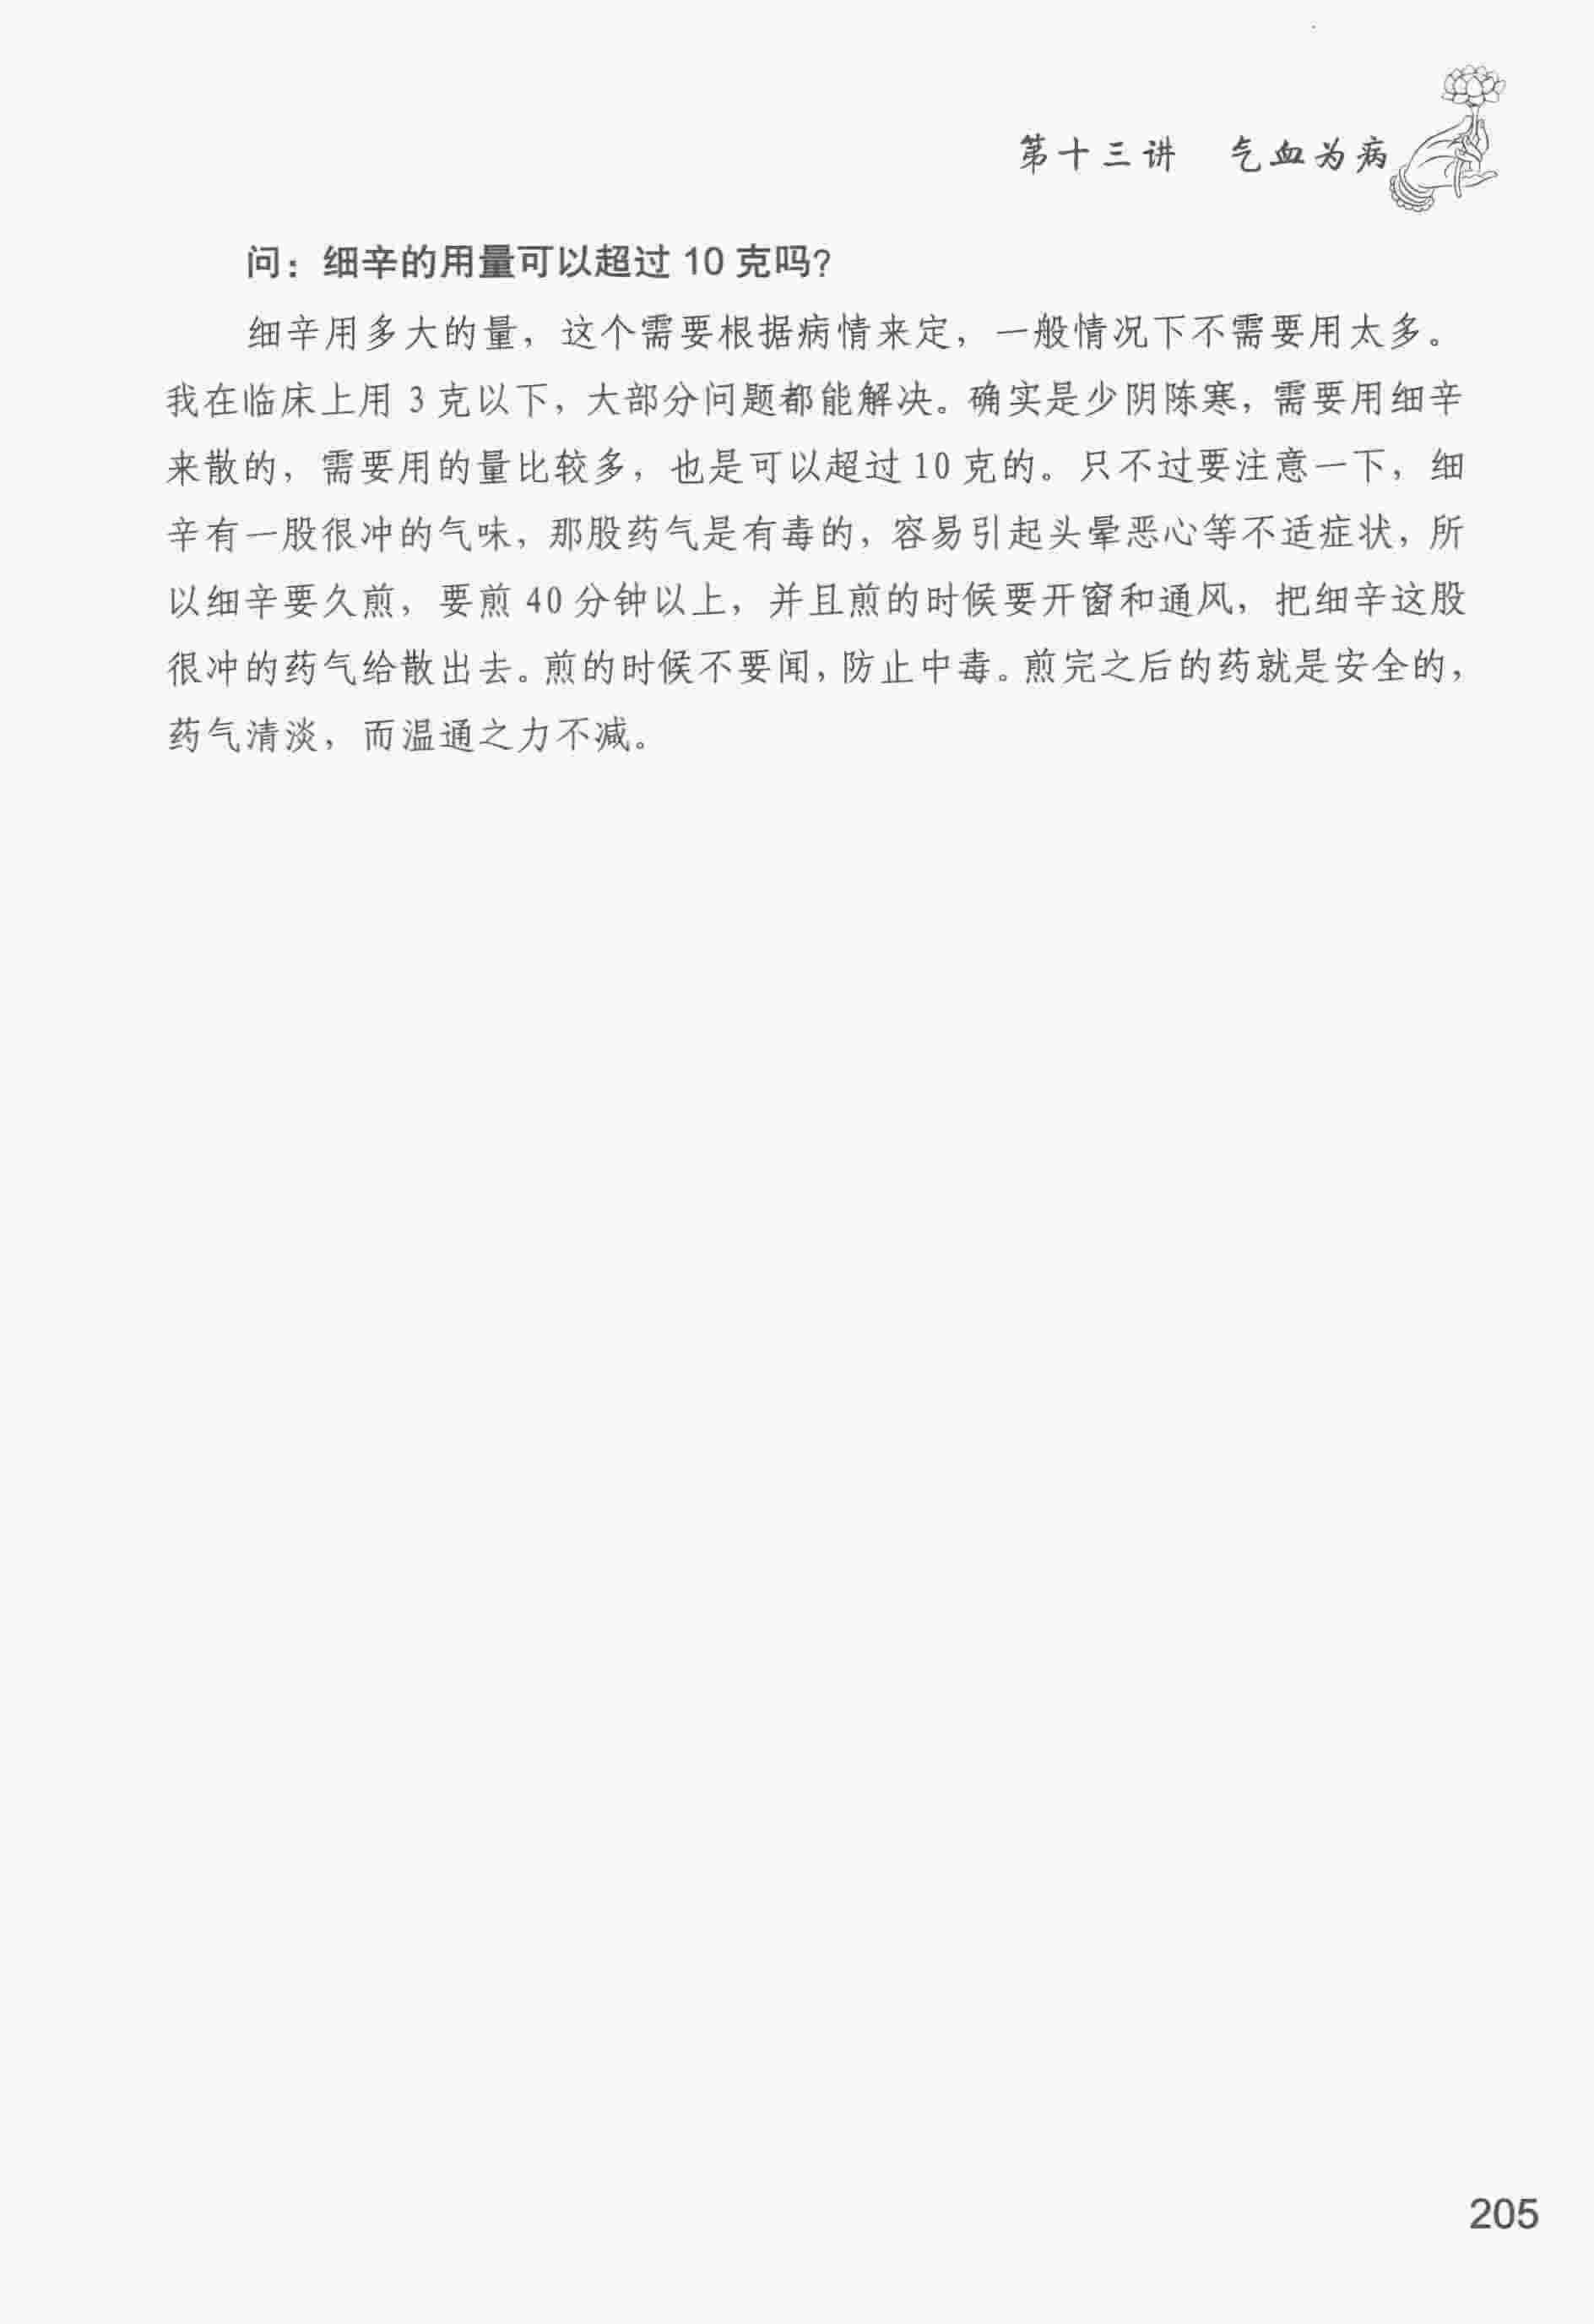 第十三讲 气血为病
问：细辛的用量可以超过 10 克吗？
细辛用多大的量，这个需要根据病情来定，一般情况下不需要用太多。
我在临床上用 3 克以下，大部分问题都能解决。确实是少阴陈寒，需要用细辛
来散的，需要用的量比较多，也是可以超过 10 克的。只不过要注意一下，细
辛有一股很冲的气味，那股药气是有毒的，容易引起头晕恶心等不适症状，所
以细辛要久煎，要煎 40 分钟以上，并且煎的时候要开窗和通风，把细辛这股
很冲的药气给散出去。煎的时候不要闻，防止中毒。煎完之后的药就是安全的，
药气清淡，而温通之力不减。
205